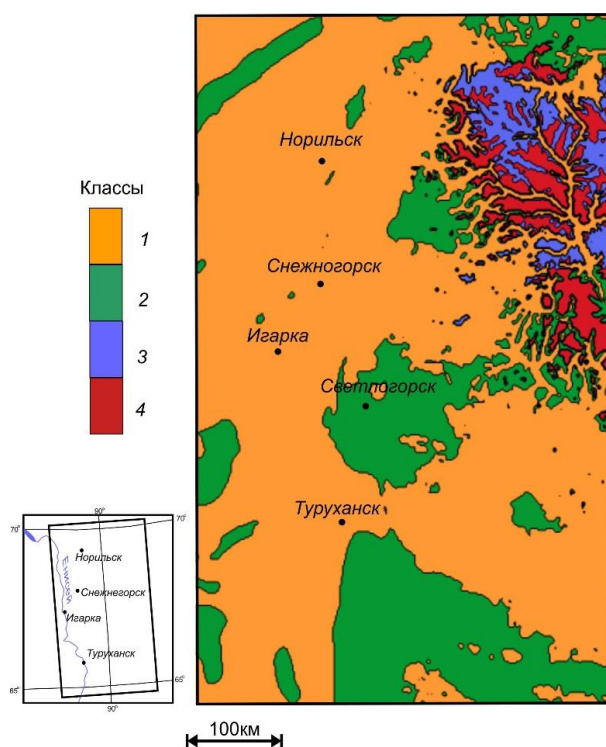 Классы
1
2
3
4
Норильск
Снежногорск
Игарка
Светлогорск
Туруханск
90°
70°
70°
Норильск
Енисей
Снежнегорск
Игарка
Туруханск
65°
65°
90°
100км